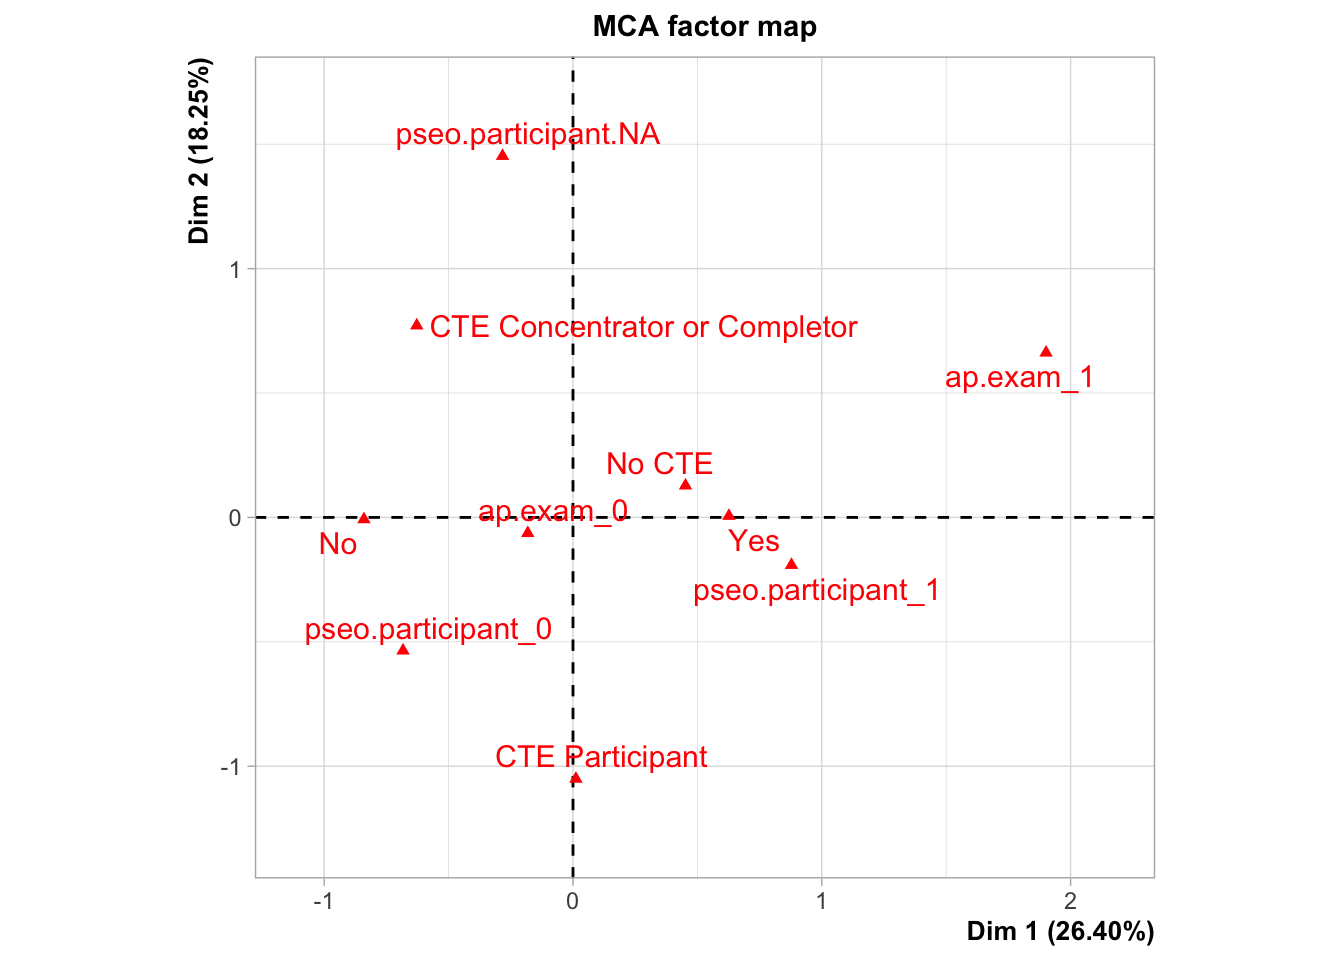 MCA factor map
Dim 2 (18.25%)
pseo.participant.NA
1
CTE Concentrator or Completor
ap.exam_1
No CTE
0
ap.exam_0
No
Yes
pseo.participant_1
pseo.participant_0
CTE Participant
-1
-1 0 1 2
Dim 1 (26.40%)